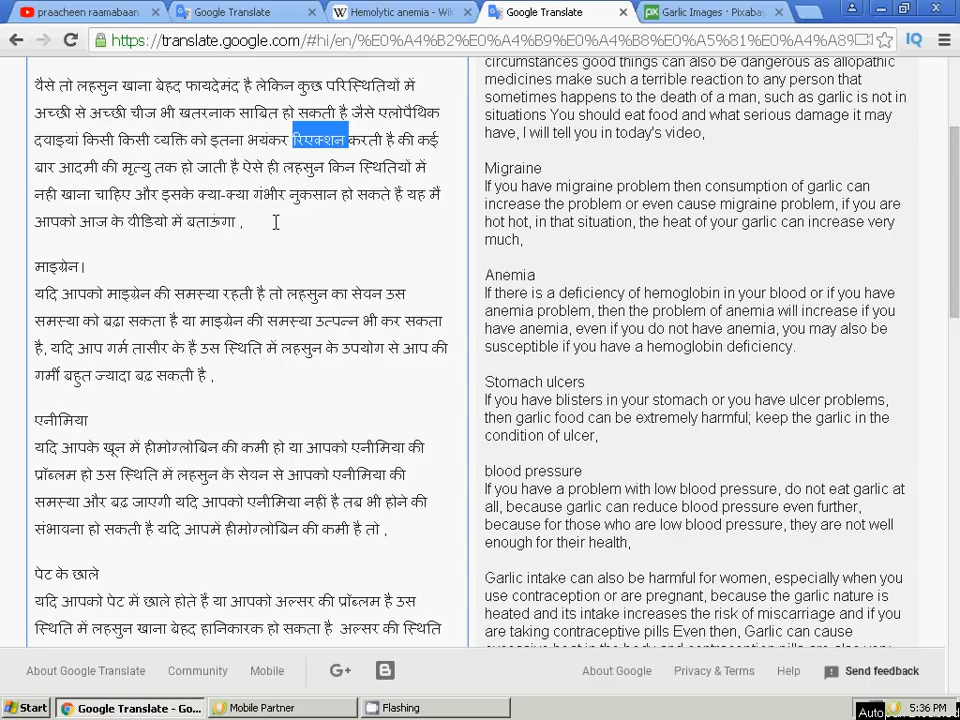 praacheen raamabaan
Google Translate
Hemolytic anemia - Wik
Google Translate
Garlic Images · Pixabay
https://translate.google.com/#hi/en/%E0%A4%B2%E0%A4%B9%E0%A4%B8%E0%A5%81%E0%A4%A8
IQ
वैसे तो लहसुन खाना बेहद फायदेमंद है लेकिन कुछ परिस्थितियों में
अच्छी से अच्छी चीज भी खतरनाक साबित हो सकती है जैसे एलोपैथिक
दवाइयां किसी किसी व्यक्ति को इतना भयंकर रिएक्शन करती है की कई
बार आदमी की मृत्यु तक हो जाती है ऐसे ही लहसुन किन स्थितियों में
नही खाना चाहिए और इसके क्या-क्या गंभीर नुकसान हो सकते हैं यह मैं
आपको आज के वीडियो में बताऊंगा ,
माइग्रेन।
यदि आपको माइग्रेन की समस्या रहती है तो लहसुन का सेवन उस
समस्या को बढ़ा सकता है या माइग्रेन की समस्या उत्पन्न भी कर सकता
है, यदि आप गर्म तासीर के हैं उस स्थिति में लहसुन के उपयोग से आप की
गर्मी बहुत ज्यादा बढ़ सकती है ,
एनीमिया
यदि आपके खून में हीमोग्लोबिन की कमी हो या आपको एनीमिया की
प्रॉब्लम हो उस स्थिति में लहसुन के सेवन से आपको एनीमिया की
समस्या और बढ़ जाएगी यदि आपको एनीमिया नहीं है तब भी होने की
संभावना हो सकती है यदि आपमें हीमोग्लोबिन की कमी है तो ,
पेट के छाले
यदि आपको पेट में छाले होते हैं या आपको अल्सर की प्रॉब्लम है उस
स्थिति में लहसुन खाना बेहद हानिकारक हो सकता है अल्सर की स्थिति
circumstances good things can also be dangerous as allopathic
medicines make such a terrible reaction to any person that
sometimes happens to the death of a man, such as garlic is not in
situations You should eat food and what serious damage it may
have, I will tell you in today's video,
Migraine
If you have migraine problem then consumption of garlic can
increase the problem or even cause migraine problem, if you are
hot hot, in that situation, the heat of your garlic can increase very
much,
Anemia
If there is a deficiency of hemoglobin in your blood or if you have
anemia problem, then the problem of anemia will increase if you
have anemia, even if you do not have anemia, you may also be
susceptible if you have a hemoglobin deficiency.
Stomach ulcers
If you have blisters in your stomach or you have ulcer problems,
then garlic food can be extremely harmful; keep the garlic in the
condition of ulcer,
blood pressure
If you have a problem with low blood pressure, do not eat garlic at
all, because garlic can reduce blood pressure even further,
because for those who are low blood pressure, they are not well
enough for their health,
Garlic intake can also be harmful for women, especially when you
use contraception or are pregnant, because the garlic nature is
heated and its intake increases the risk of miscarriage and if you
are taking contraceptive pills Even then, Garlic can cause
About Google Translate Community Mobile G+ B About Google Privacy & Terms Help Send feedback
Start Google Translate - Go... Mobile Partner Flashing 5:36 PM